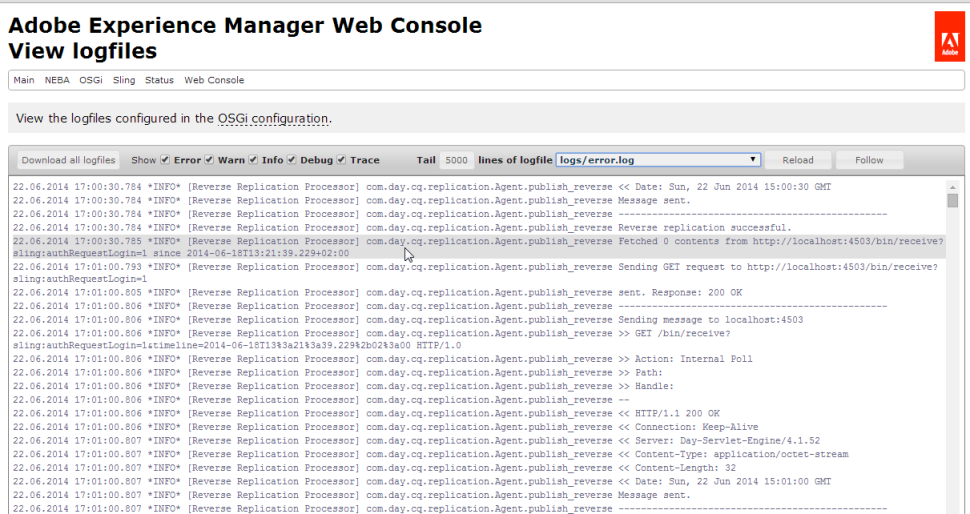 Adobe Experience Manager Web Console
View logfiles
Adobe
Main NEBA OSGi Sling Status Web Console
View the logfiles configured in the OSGi configuration.
Download all logfiles Show Error Warn Info Debug Trace Tail 5000 lines of logfile logs/error.log Reload Follow
22.06.2014 17:00:30.784 *INFO* [Reverse Replication Processor] com.day.cq.replication.Agent.publish_reverse << Date: Sun, 22 Jun 2014 15:00:30 GMT
22.06.2014 17:00:30.784 *INFO* [Reverse Replication Processor] com.day.cq.replication.Agent.publish_reverse Message sent.
22.06.2014 17:00:30.784 *INFO* [Reverse Replication Processor] com.day.cq.replication.Agent.publish_reverse ------------------------------------------------
22.06.2014 17:00:30.784 *INFO* [Reverse Replication Processor] com.day.cq.replication.Agent.publish_reverse Reverse replication successful.
22.06.2014 17:00:30.785 *INFO* [Reverse Replication Processor] com.day.cq.replication.Agent.publish_reverse Fetched 0 contents from http://localhost:4503/bin/receive?
sling:authRequestLogin=1 since 2014-06-18T13:21:39.229+02:00
22.06.2014 17:01:00.793 *INFO* [Reverse Replication Processor] com.day.cq.replication.Agent.publish_reverse Sending GET request to http://localhost:4503/bin/receive?
sling:authRequestLogin=1
22.06.2014 17:01:00.805 *INFO* [Reverse Replication Processor] com.day.cq.replication.Agent.publish_reverse sent. Response: 200 OK
22.06.2014 17:01:00.806 *INFO* [Reverse Replication Processor] com.day.cq.replication.Agent.publish_reverse ------------------------------------------------
22.06.2014 17:01:00.806 *INFO* [Reverse Replication Processor] com.day.cq.replication.Agent.publish_reverse Sending message to localhost:4503
22.06.2014 17:01:00.806 *INFO* [Reverse Replication Processor] com.day.cq.replication.Agent.publish_reverse >> GET /bin/receive?
sling:authRequestLogin=1&timeline=2014-06-18T13%3a21%3a39.229%2b02%3a00 HTTP/1.0
22.06.2014 17:01:00.806 *INFO* [Reverse Replication Processor] com.day.cq.replication.Agent.publish_reverse >> Action: Internal Poll
22.06.2014 17:01:00.806 *INFO* [Reverse Replication Processor] com.day.cq.replication.Agent.publish_reverse >> Path:
22.06.2014 17:01:00.806 *INFO* [Reverse Replication Processor] com.day.cq.replication.Agent.publish_reverse >> Handle:
22.06.2014 17:01:00.806 *INFO* [Reverse Replication Processor] com.day.cq.replication.Agent.publish_reverse --
22.06.2014 17:01:00.806 *INFO* [Reverse Replication Processor] com.day.cq.replication.Agent.publish_reverse << HTTP/1.1 200 OK
22.06.2014 17:01:00.806 *INFO* [Reverse Replication Processor] com.day.cq.replication.Agent.publish_reverse << Connection: Keep-Alive
22.06.2014 17:01:00.807 *INFO* [Reverse Replication Processor] com.day.cq.replication.Agent.publish_reverse << Server: Day-Servlet-Engine/4.1.52
22.06.2014 17:01:00.807 *INFO* [Reverse Replication Processor] com.day.cq.replication.Agent.publish_reverse << Content-Type: application/octet-stream
22.06.2014 17:01:00.807 *INFO* [Reverse Replication Processor] com.day.cq.replication.Agent.publish_reverse << Content-Length: 32
22.06.2014 17:01:00.807 *INFO* [Reverse Replication Processor] com.day.cq.replication.Agent.publish_reverse << Date: Sun, 22 Jun 2014 15:01:00 GMT
22.06.2014 17:01:00.807 *INFO* [Reverse Replication Processor] com.day.cq.replication.Agent.publish_reverse Message sent.
22.06.2014 17:01:00.807 *INFO* [Reverse Replication Processor] com.day.cq.replication.Agent.publish_reverse ------------------------------------------------